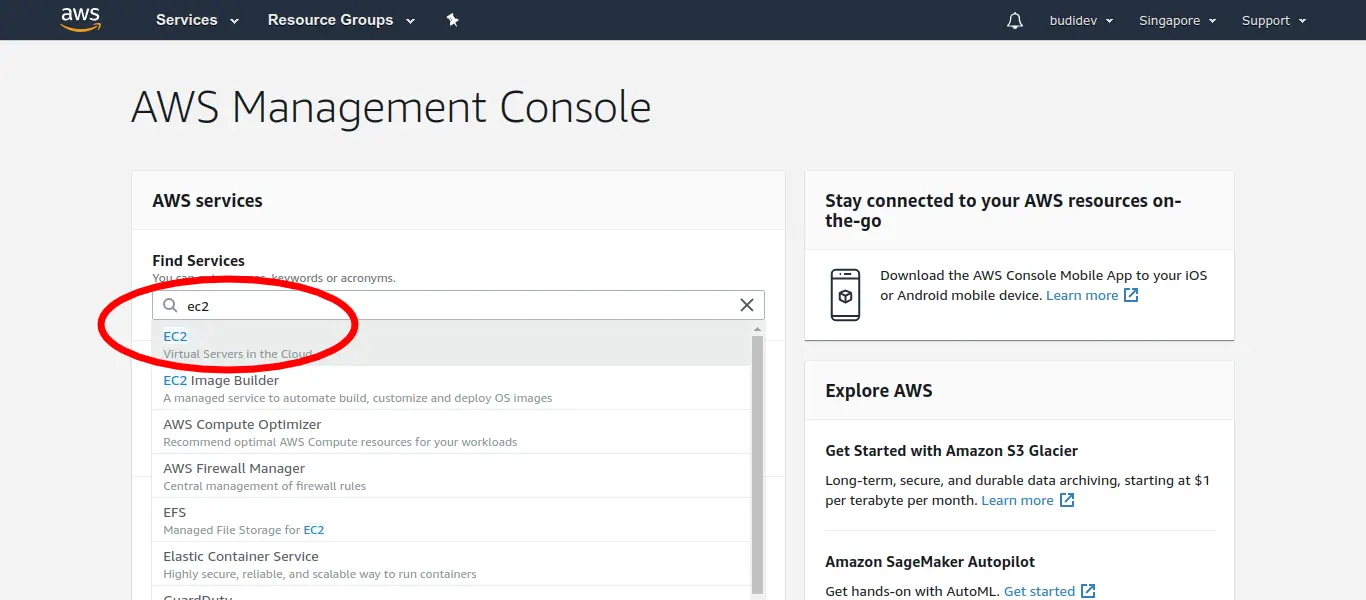 aws
Services
Resource Groups
budidev
Singapore
Support
AWS Management Console
AWS services
Find Services
You can keywords or acronyms.
ec2
EC2
Virtual Servers in the Cloud
EC2 Image Builder
A managed service to automate build, customize and deploy OS images
AWS Compute Optimizer
Recommend optimal AWS Compute resources for your workloads
AWS Firewall Manager
Central management of firewall rules
EFS
Managed File Storage for EC2
Elastic Container Service
Highly secure, reliable, and scalable way to run containers
GuardDuty
Stay connected to your AWS resources on-
the-go
Download the AWS Console Mobile App to your iOS
or Android mobile device. Learn more
Explore AWS
Get Started with Amazon S3 Glacier
Long-term, secure, and durable data archiving, starting at $1
per terabyte per month. Learn more
Amazon SageMaker Autopilot
Get hands-on with AutoML. Get started